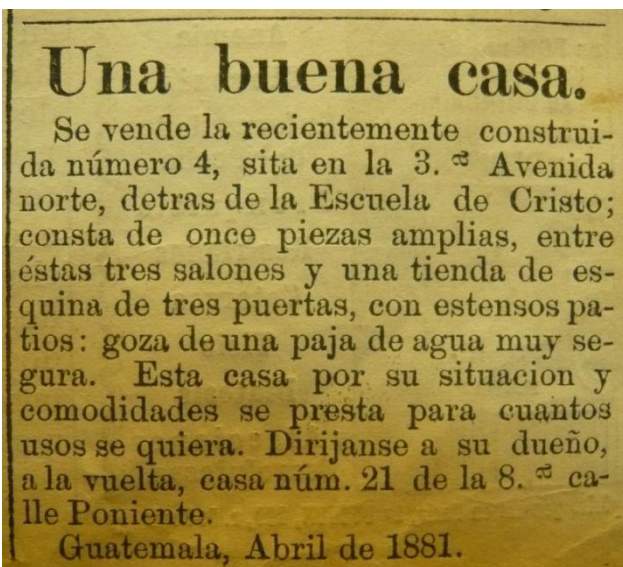 Una buena casa.
Se vende la recientemente construi-
da número 4, sita en la 3.ª Avenida
norte, detras de la Escuela de Cristo;
consta de once piezas amplias, entre
éstas tres salones y una tienda de es-
quina de tres puertas, con estensos pa-
tios: goza de una paja de agua muy se-
gura. Esta casa por su situacion y
comodidades se presta para cuantos
usos se quiera. Dirijanse a su dueño,
a la vuelta, casa núm. 21 de la 8.ª ca-
lle Poniente.
Guatemala, Abril de 1881.